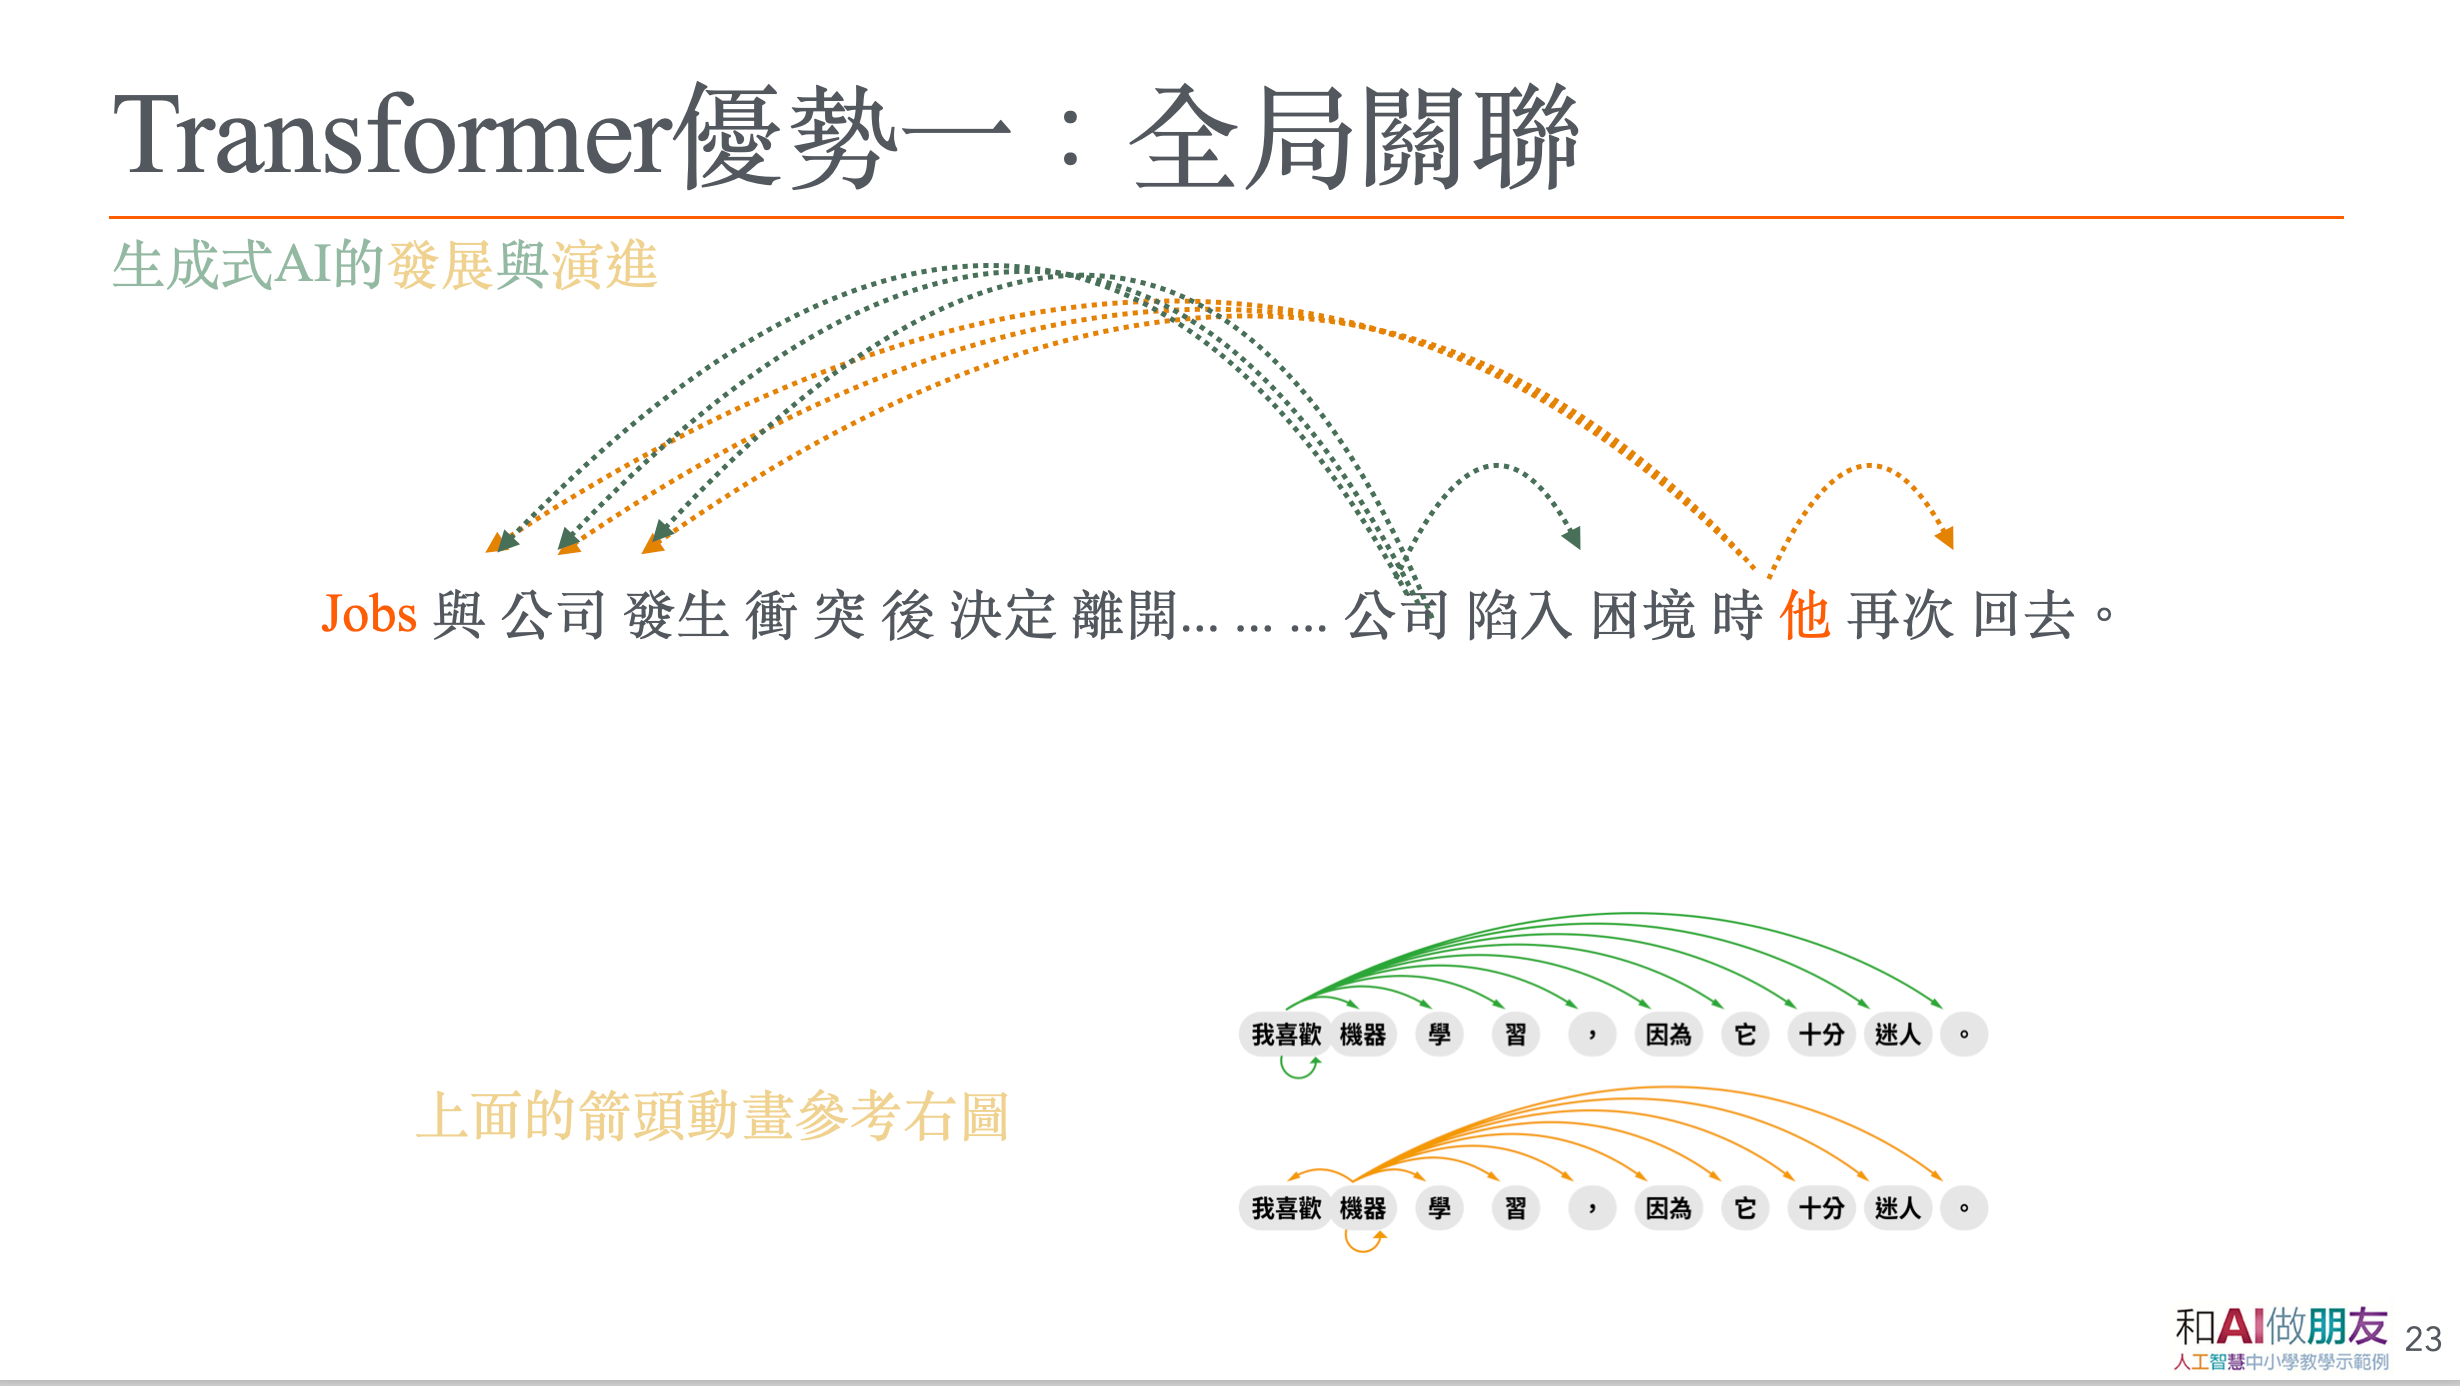 Transformer優勢一：全局關聯
生成式AI的發展與演進
Jobs 與 公司 發生 衝 突 後 決定 離開... ... ... 公司 陷入 困境 時 他 再次 回去。
我喜歡 機器 學 習 ， 因為 它 十分 迷人 。
上面的箭頭動畫參考右圖
我喜歡 機器 學 習 ， 因為 它 十分 迷人 。
和AI做朋友
人工智慧中小學教學示範例
23